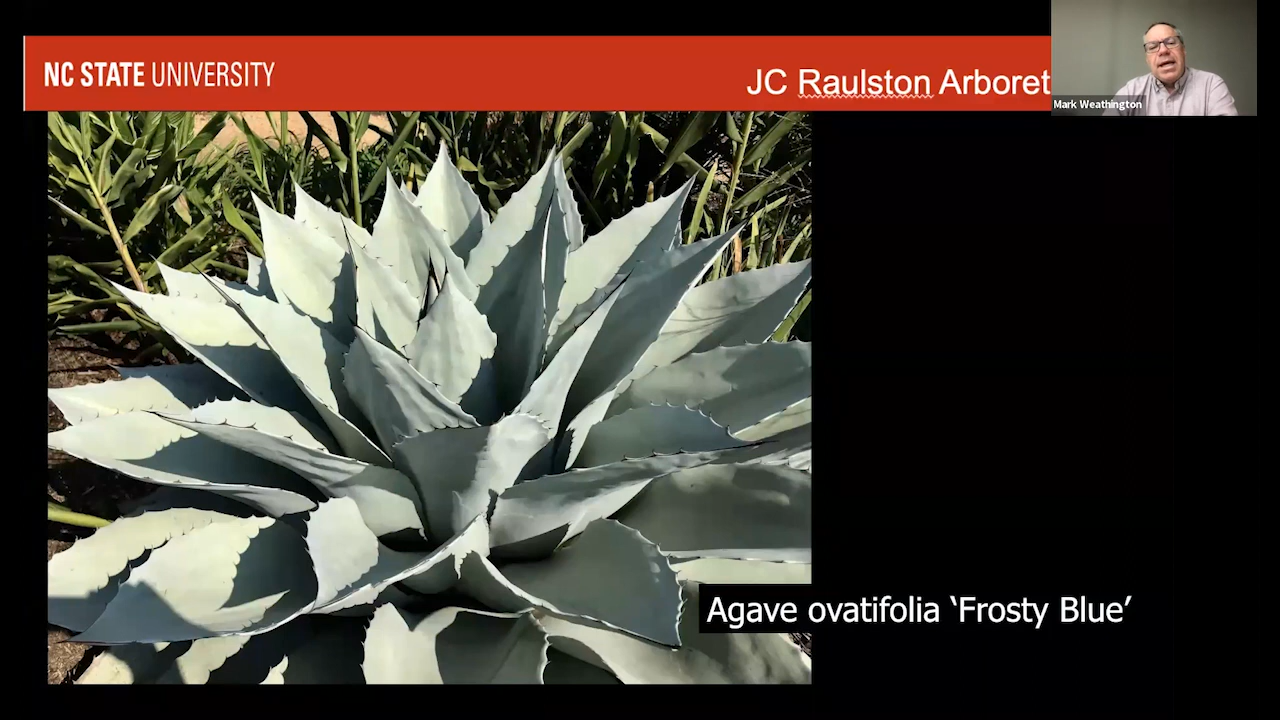 NC STATE UNIVERSITY
JC Raulston Arboret
Mark Weathington
Agave ovatifolia ‘Frosty Blue’